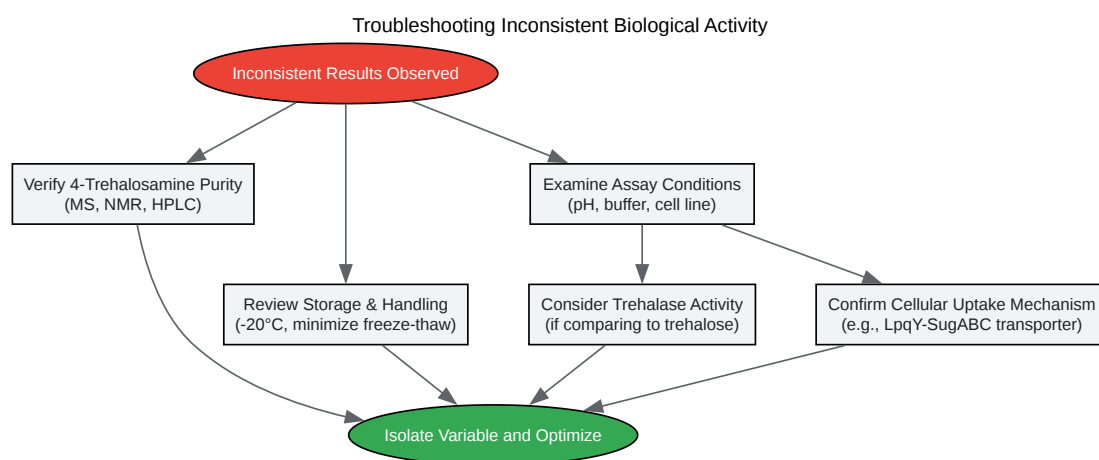 Troubleshooting Inconsistent Biological Activity
Inconsistent Results Observed
Verify 4-Trehalosamine Purity
(MS, NMR, HPLC)
Examine Assay Conditions
(pH, buffer, cell line)
Review Storage & Handling
(-20°C, minimize freeze-thaw)
Consider Trehalase Activity
(if comparing to trehalose)
Confirm Cellular Uptake Mechanism
(e.g., LpqY-SugABC transporter)
Isolate Variable and Optimize